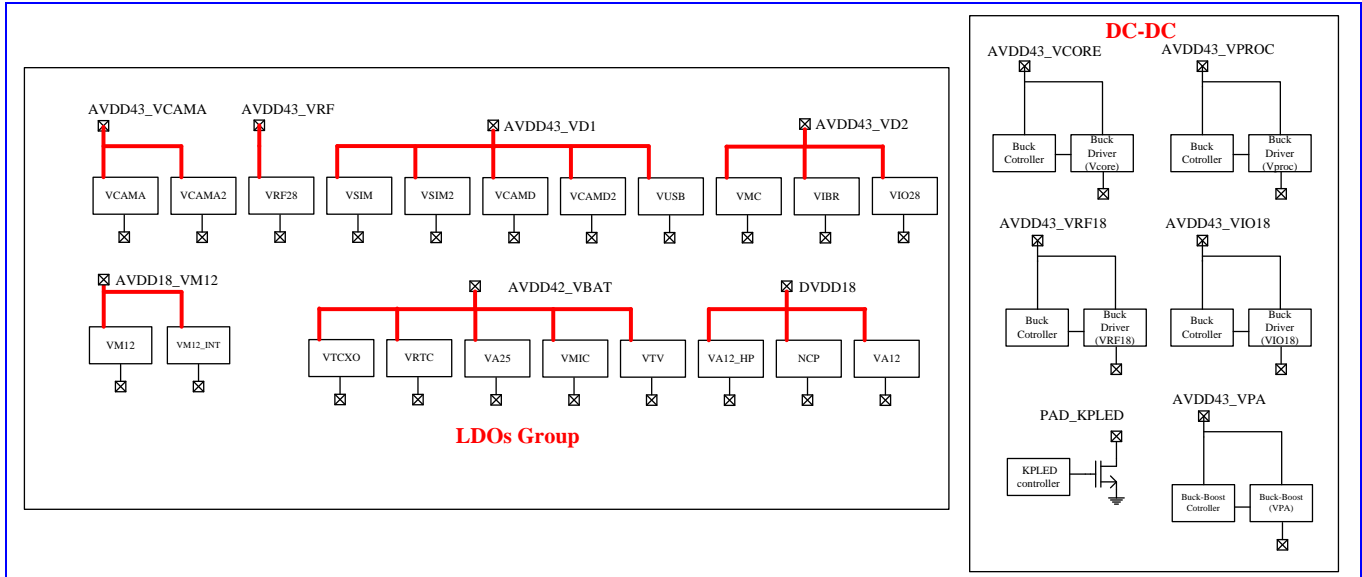 DC-DC
AVDD43_VCAMA
AVDD43_VRF
AVDD43_VD1
AVDD43_VD2
VCAMA
VCAMA2
VRF28
VSIM
VSIM2
VCAMD
VCAMD2
VUSB
VMC
VIBR
VIO28
AVDD18_VM12
AVDD42_VBAT
DVDD18
VM12
VM12_INT
VTCXO
VRTC
VA25
VMIC
VTV
VA12_HP
NCP
VA12
LDOs Group
AVDD43_VCORE
AVDD43_VPROC
Buck
Cotroller
Buck
Driver
(Vcore)
Buck
Cotroller
Buck
Driver
(Vproc)
AVDD43_VRF18
AVDD43_VIO18
Buck
Cotroller
Buck
Driver
(VRF18)
Buck
Cotroller
Buck
Driver
(VIO18)
PAD_KPLED
AVDD43_VPA
KPLED
controller
Buck-Boost
Cotroller
Buck-Boost
(VPA)